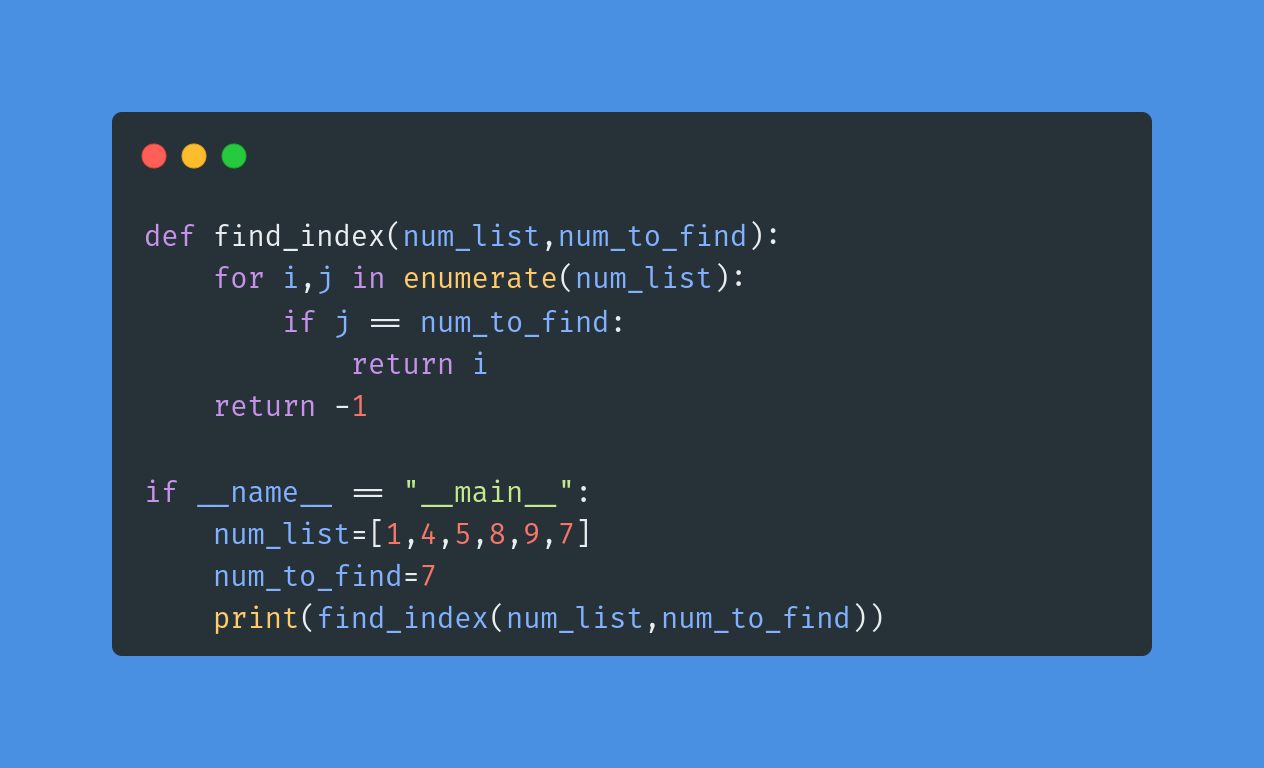 def find_index(num_list,num_to_find):
    for i,j in enumerate(num_list):
        if j == num_to_find:
            return i
    return -1

if __name__ == "__main__":
    num_list=[1,4,5,8,9,7]
    num_to_find=7
    print(find_index(num_list,num_to_find))